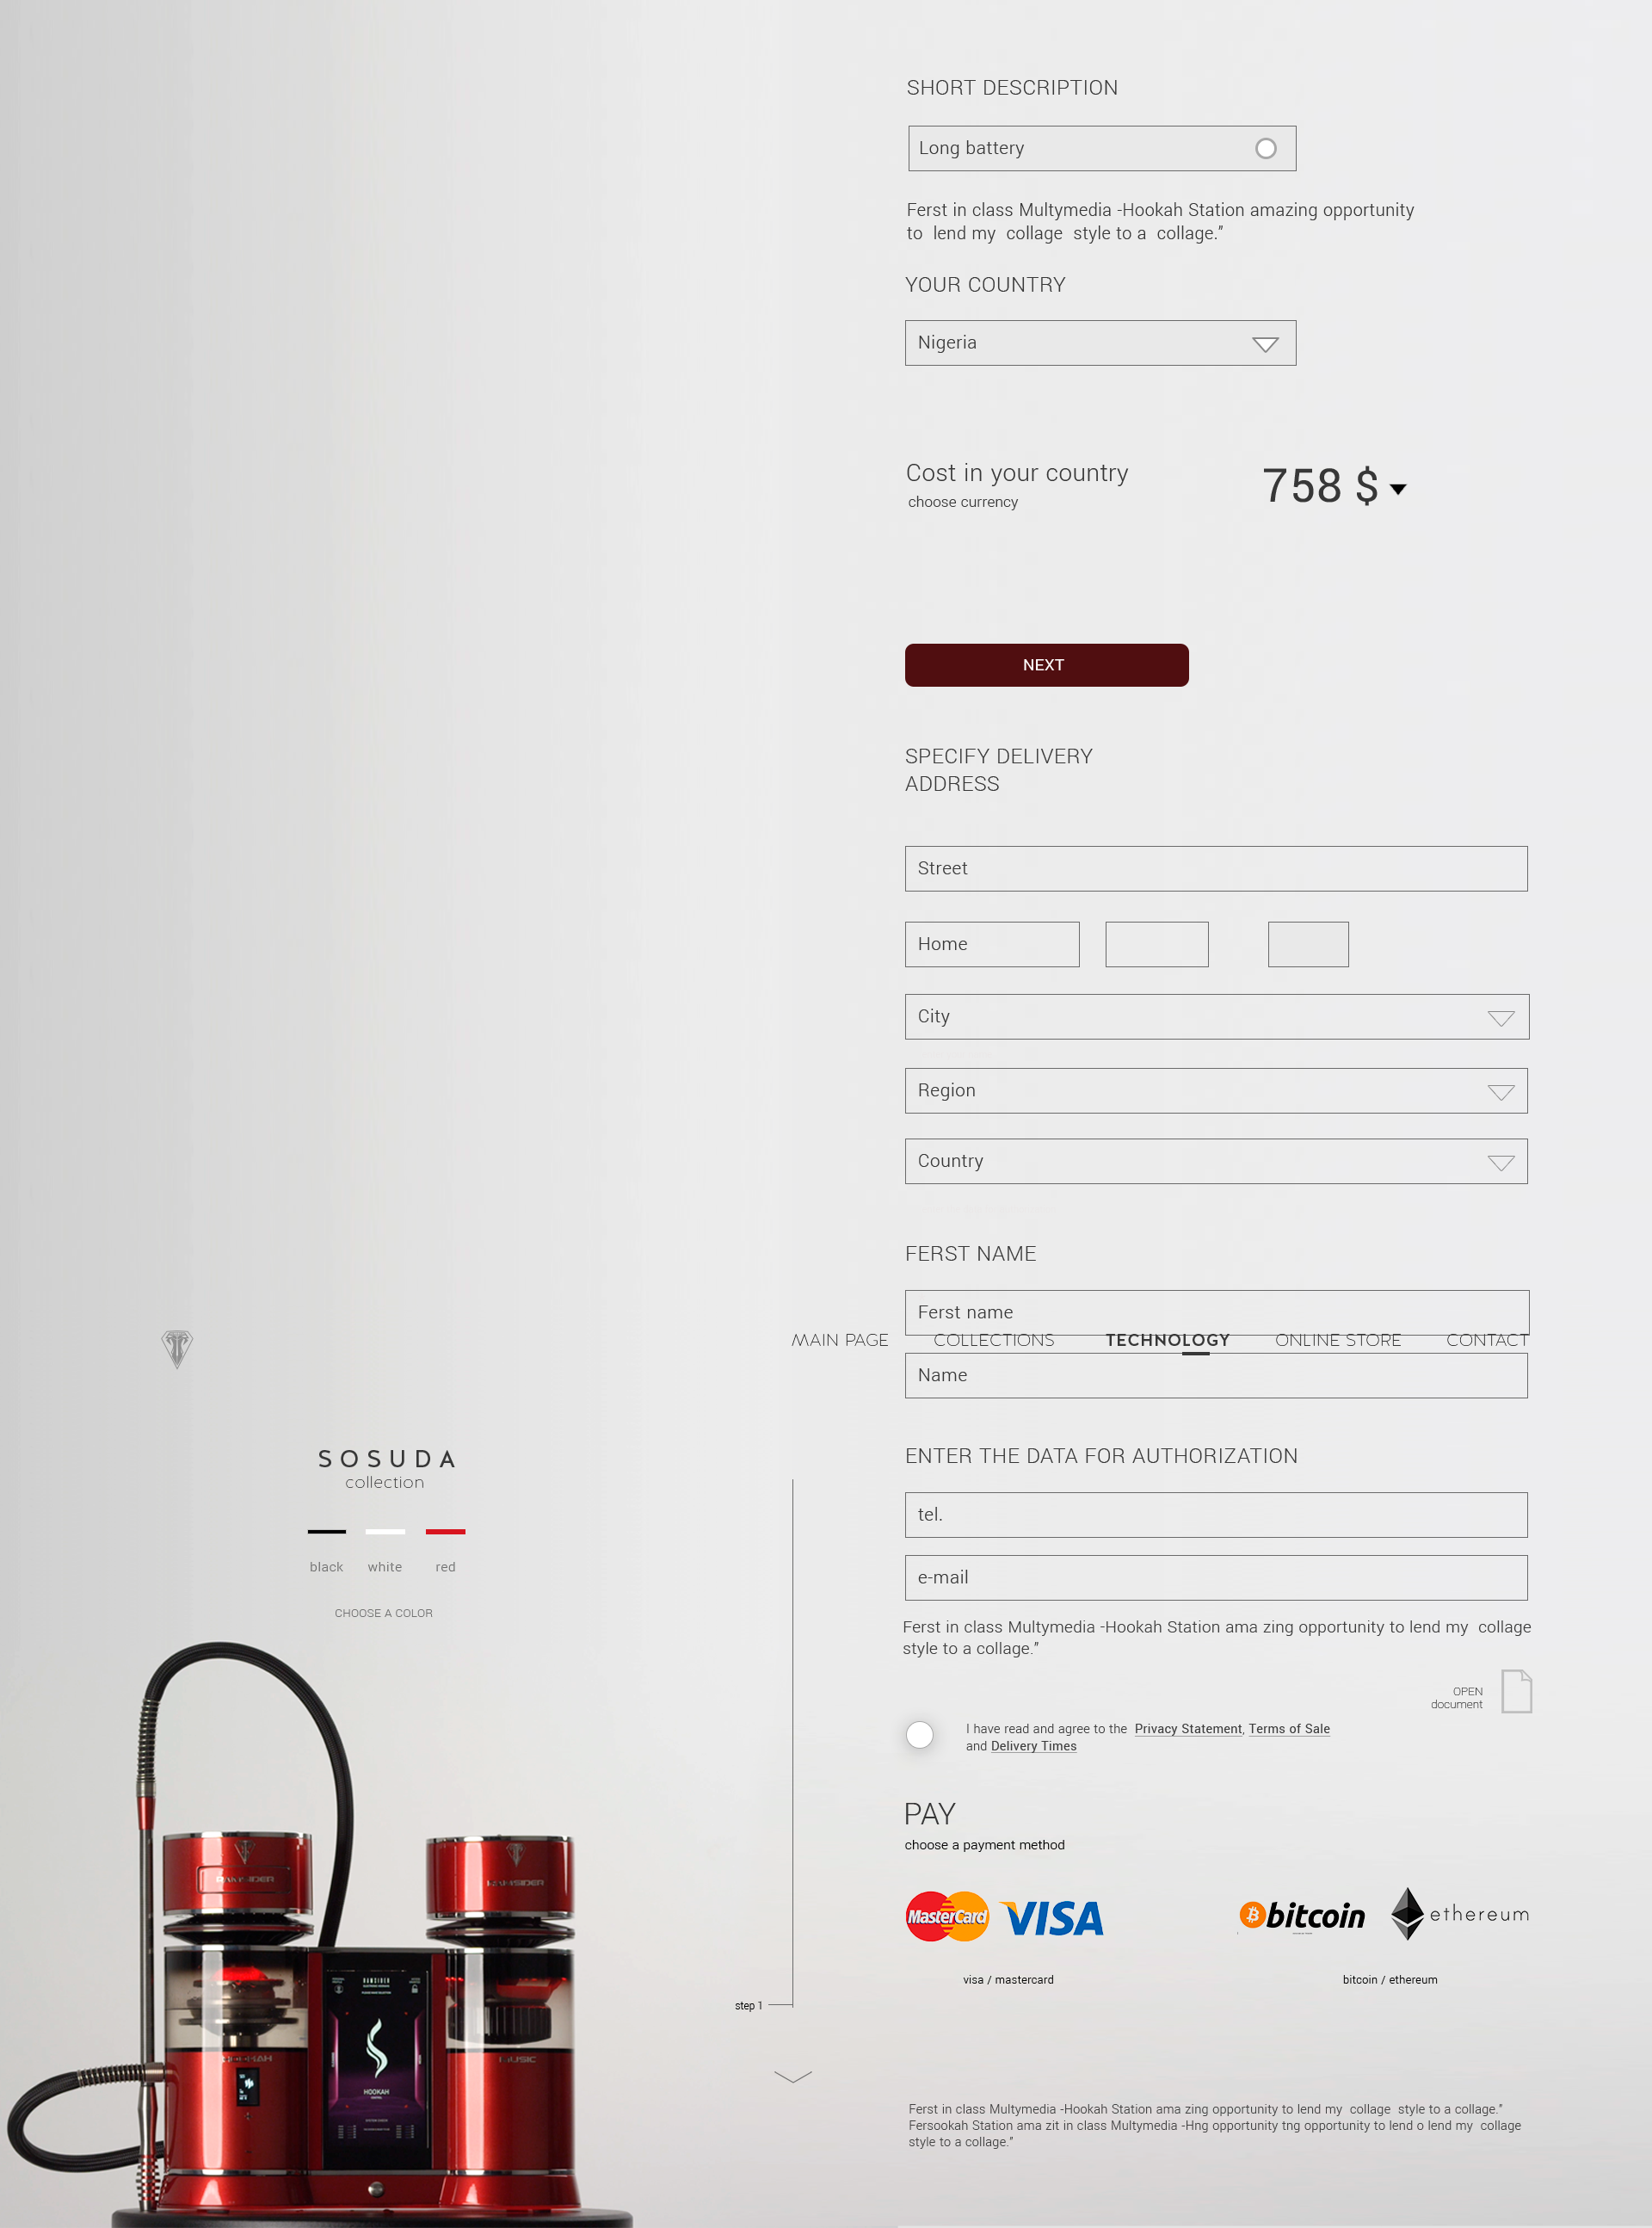 SHORT DESCRIPTION
Long battery
Ferst in class Multymedia -Hookah Station amazing opportunity
to lend my collage style to a collage.”
YOUR COUNTRY
Nigeria
Cost in your country
choose currency
758 $
NEXT
SPECIFY DELIVERY
ADDRESS
Street
Home
City
Region
Country
FERST NAME
Ferst name
MAIN PAGE COLLECTIONS TECHNOLOGY ONLINE STORE CONTACT
Name
SOSUDA
collection
black white red
CHOOSE A COLOR
ENTER THE DATA FOR AUTHORIZATION
tel.
e-mail
Ferst in class Multymedia -Hookah Station ama zing opportunity to lend my collage
style to a collage.”
OPEN
document
I have read and agree to the Privacy Statement, Terms of Sale
and Delivery Times
PAY
choose a payment method
MasterCard VISA bitcoin ethereum
visa / mastercard
bitcoin / ethereum
step 1
RAMSIDER
RAMSIDER
RAMSIDER
HOOKAH
MUSIC
HOOKAH
Ferst in class Multymedia -Hookah Station ama zing opportunity to lend my collage style to a collage.”
Fersookah Station ama zit in class Multymedia -Hng opportunity tng opportunity to lend o lend my collage
style to a collage.”